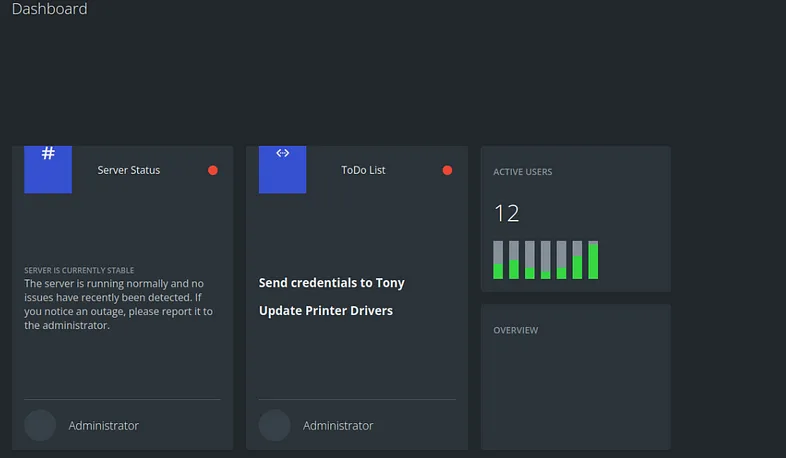 Dashboard
#
Server Status
SERVER IS CURRENTLY STABLE
The server is running normally and no
issues have recently been detected. If
you notice an outage, please report it to
the administrator.
Administrator
ToDo List
Send credentials to Tony
Update Printer Drivers
Administrator
ACTIVE USERS
12
OVERVIEW